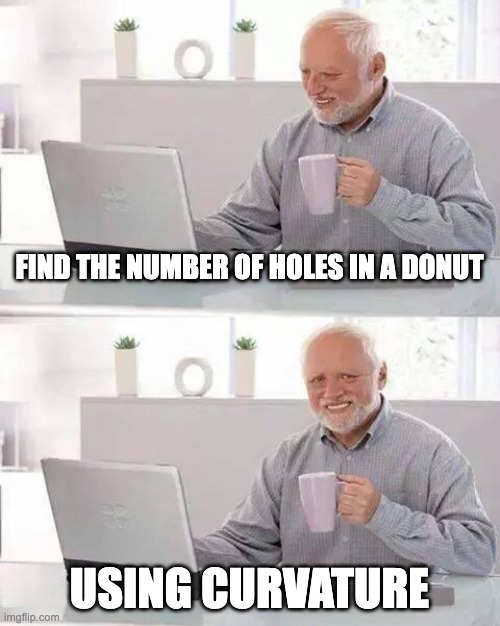 FIND THE NUMBER OF HOLES IN A DONUT
USING CURVATURE
imgflip.com